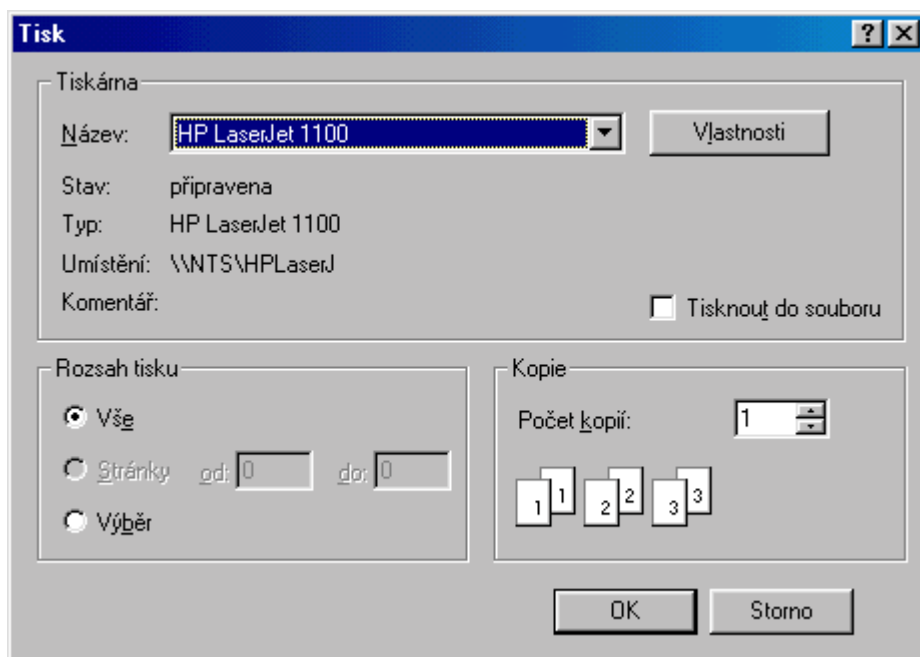 Tisk
Tiskárna
Název: HP LaserJet 1100 Vlastnosti
Stav: připravena
Typ: HP LaserJet 1100
Umístění: \\NTS\HPLaserJ
Komentář:
Tisknout do souboru
Rozsah tisku
Vše
Stránky od: 0 do: 0
Výběr
Kopie
Počet kopií: 1
1 1 2 2 3 3
OK Storno